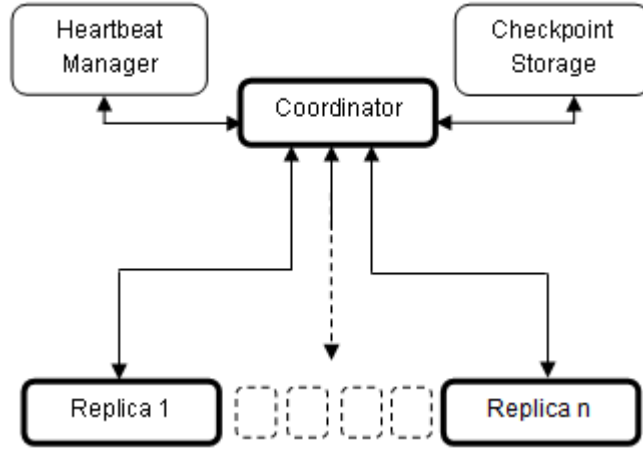 Heartbeat
Manager
Checkpoint
Storage
Coordinator
Replica 1
Replica n